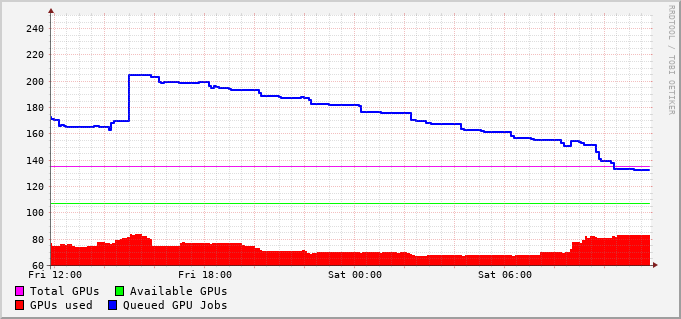 240
220
200
180
160
140
120
100
80
60
Fri 12:00 Fri 18:00 Sat 00:00 Sat 06:00
Total GPUs Available GPUs
GPUs used Queued GPU Jobs
RRDTOOL / TOBI OETIKER